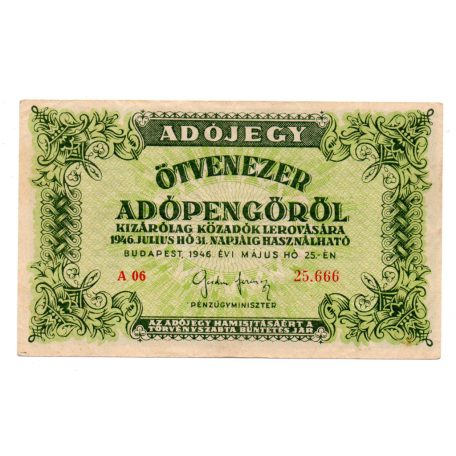 ADÓJEGY
ÖTVENEZER
ADÓPENGŐRŐL
KIZÁRÓLAG KÖZADÓK LEROVÁSÁRA
1946. JULIUS HÓ 31. NAPJÁIG HASZNÁLHATÓ
BUDAPEST, 1946. ÉVI MÁJUS HÓ 25.-ÉN
A 06
25.666
PÉNZÜGYMINISZTER
AZ ADÓJEGY HAMISITÁSAÉRT A
TÖRVÉNYSZABTA BÜNTETÉS JÁR